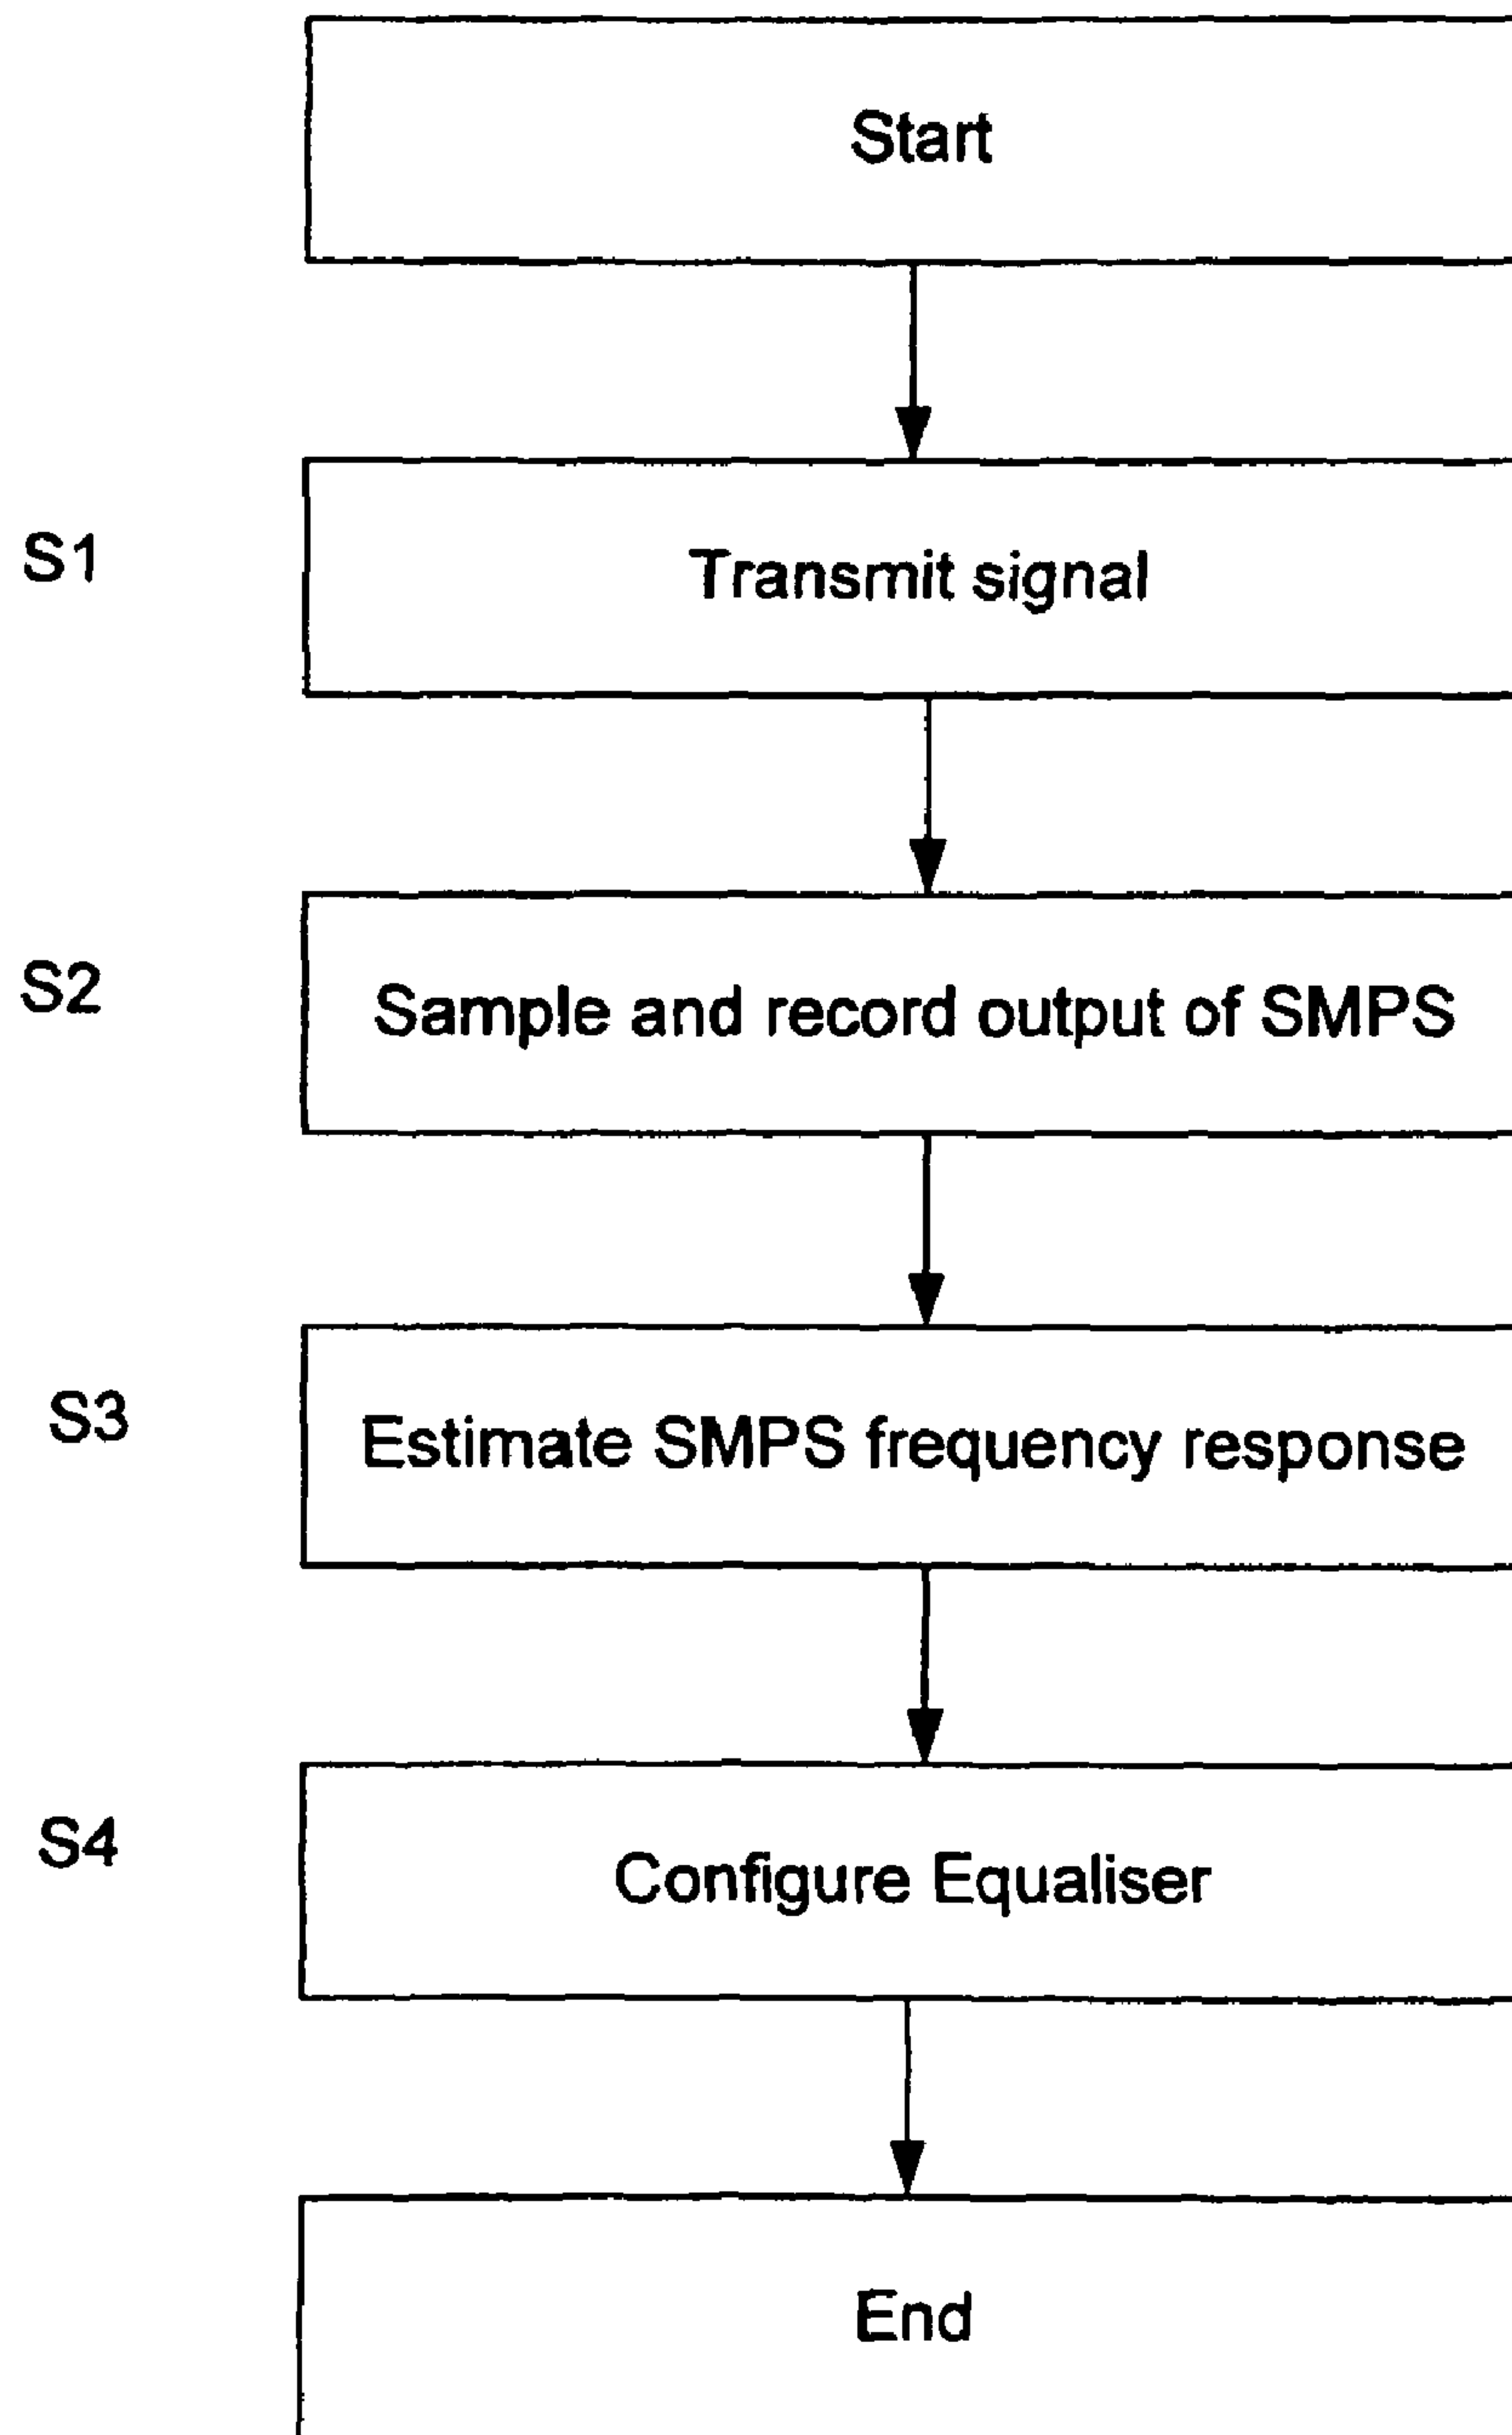 Start
S1
Transmit signal
S2
Sample and record output of SMPS
S3
Estimate SMPS frequency response
S4
Configure Equaliser
End